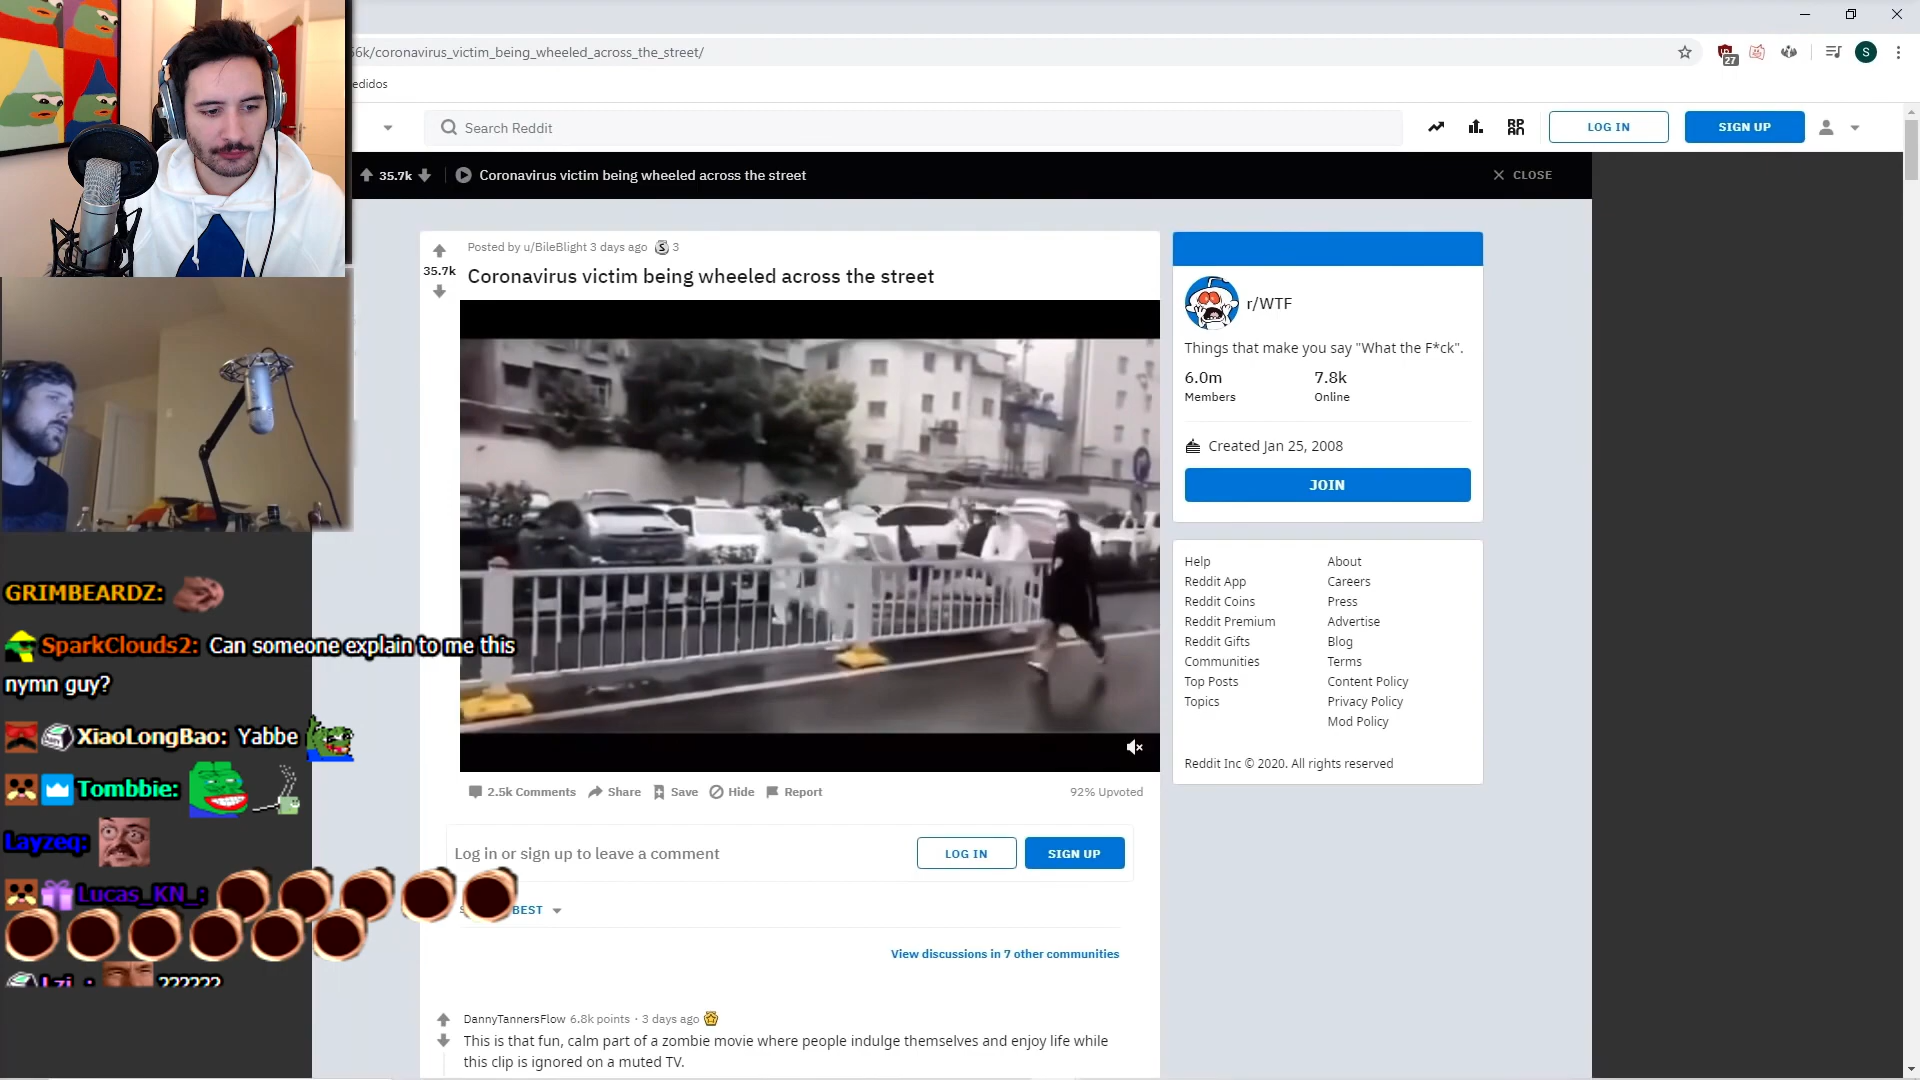 56k/coronavirus_victim_being_wheeled_across_the_street/
27
S
edidos
Search Reddit
LOG IN
SIGN UP
35.7k
Coronavirus victim being wheeled across the street
CLOSE
Posted by u/BileBlight 3 days ago
S 3
35.7k
Coronavirus victim being wheeled across the street
r/WTF
Things that make you say "What the F*ck".
6.0m
Members
7.8k
Online
Created Jan 25, 2008
JOIN
Help
About
Reddit App
Careers
Reddit Coins
Press
Reddit Premium
Advertise
Reddit Gifts
Blog
Communities
Terms
Top Posts
Content Policy
Topics
Privacy Policy
Mod Policy
Reddit Inc © 2020. All rights reserved
GRIMBEARDZ:
SparkClouds2: Can someone explain to me this
nymn guy?
XiaoLongBao: Yabbe
Tombbie:
Layzeq:
Lucas_KN_:
??????
2.5k Comments
Share
Save
Hide
Report
92% Upvoted
Log in or sign up to leave a comment
LOG IN
SIGN UP
BEST
View discussions in 7 other communities
DannyTannersFlow 6.8k points · 3 days ago
This is that fun, calm part of a zombie movie where people indulge themselves and enjoy life while
this clip is ignored on a muted TV.